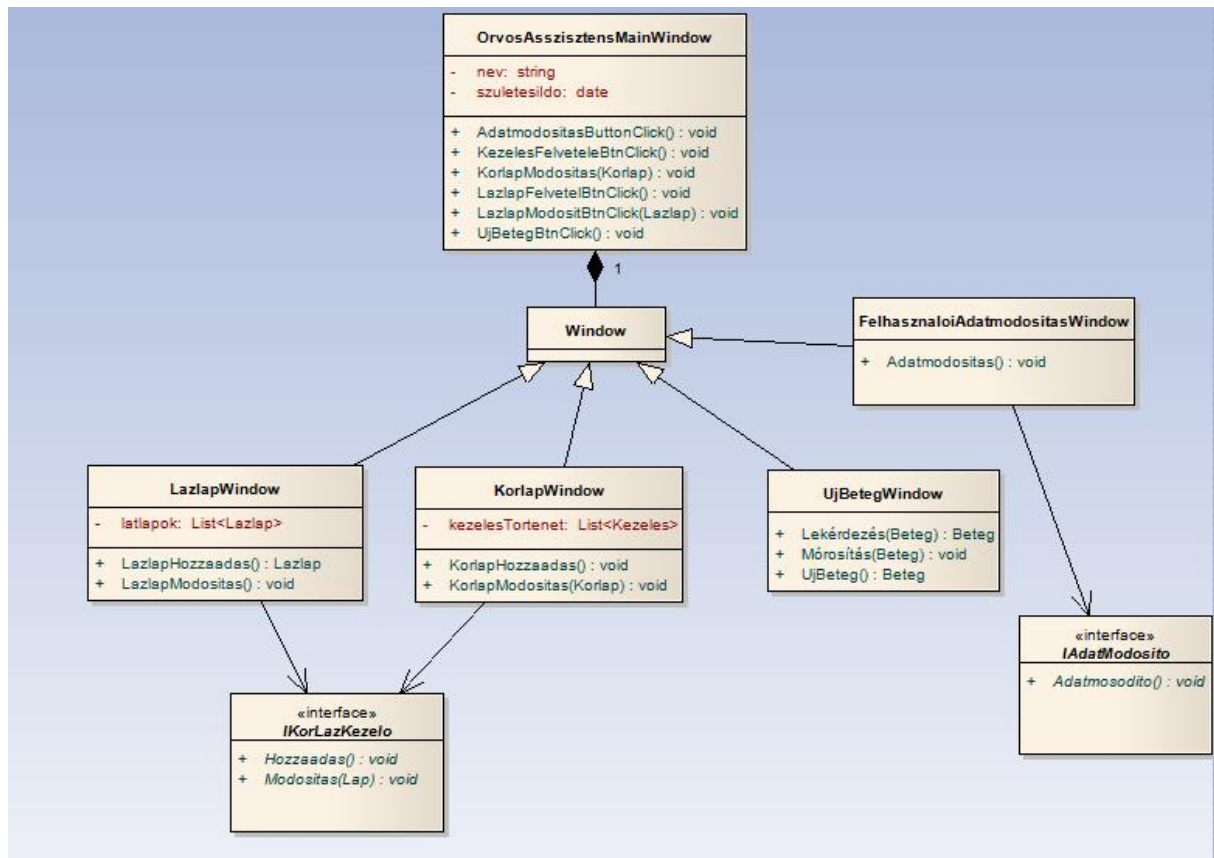 OrvosAsszisztensMainWindow
- nev: string
- szuletesiIdo: date
+ AdatmodositasButtonClick() : void
+ KezelesFelveteleBtnClick() : void
+ KorlapModositas(Korlap) : void
+ LazlapFelvetelBtnClick() : void
+ LazlapModositBtnClick(Lazlap) : void
+ UjBetegBtnClick() : void
1
Window
FelhasznaloiAdatmodositasWindow
+ Adatmodositas() : void
LazlapWindow
- latlapok: List<Lazlap>
+ LazlapHozzaadas() : Lazlap
+ LazlapModositas() : void
KorlapWindow
- kezelesTortenet: List<Kezeles>
+ KorlapHozzaadas() : void
+ KorlapModositas(Korlap) : void
UjBetegWindow
+ Lekérdezés(Beteg) : Beteg
+ Mórosítás(Beteg) : void
+ UjBeteg() : Beteg
«interface»
IAdatModosito
+ Adatmosodito() : void
«interface»
IKorLazKezelo
+ Hozzaadas() : void
+ Modositas(Lap) : void